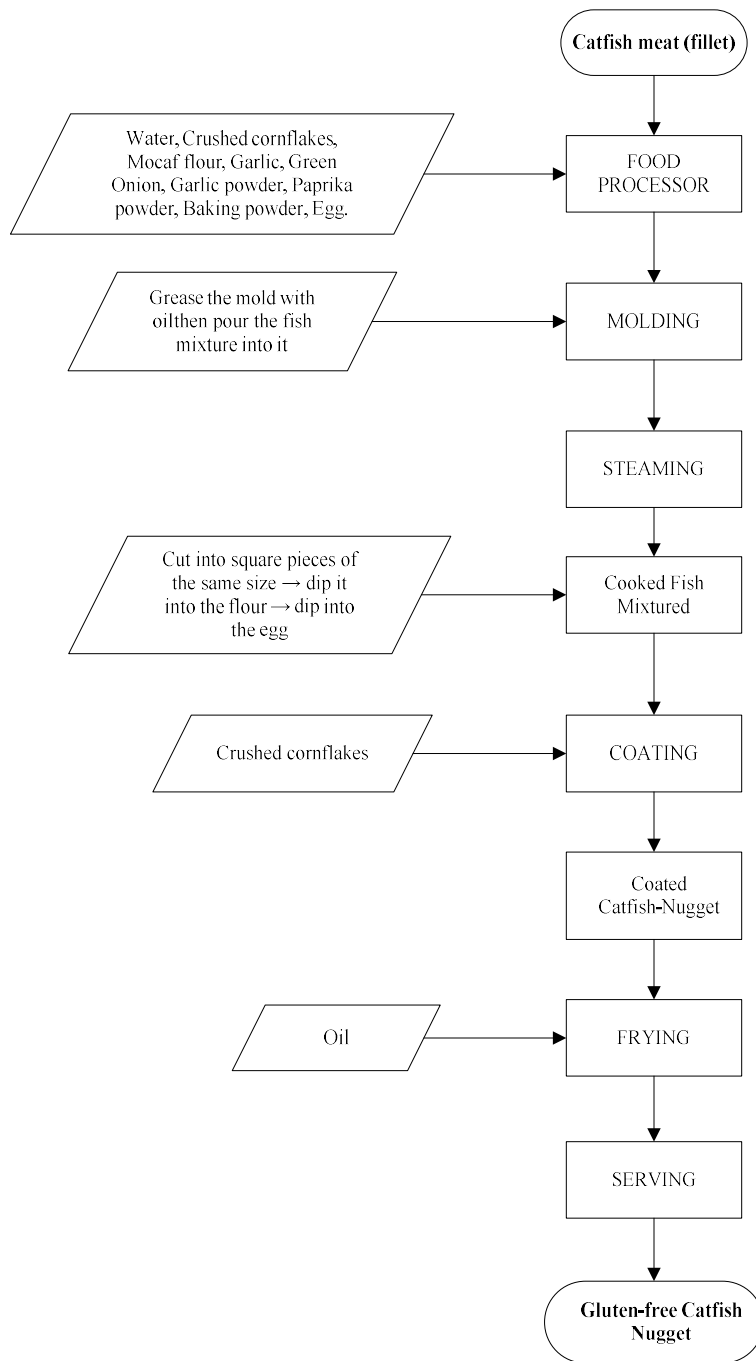 Catfish meat (fillet)
Water, Crushed cornflakes,
Mocaf flour, Garlic, Green
Onion, Garlic powder, Paprika
powder, Baking powder, Egg.
FOOD
PROCESSOR
Grease the mold with
oilthen pour the fish
mixture into it
MOLDING
STEAMING
Cut into square pieces of
the same size → dip it
into the flour → dip into
the egg
Cooked Fish
Mixtured
Crushed cornflakes
COATING
Coated
Catfish-Nugget
Oil
FRYING
SERVING
Gluten-free Catfish
Nugget